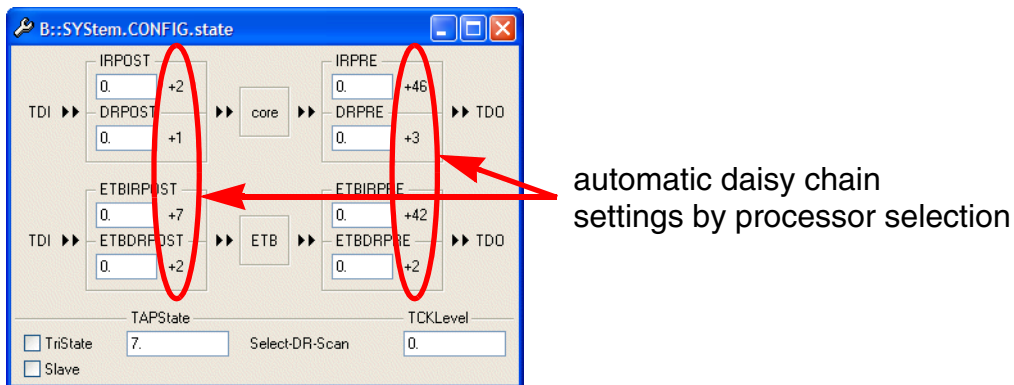 B::SYStem.CONFIG.state
IRPOST IRPRE
0. +2 0. +46
TDI DRPOST core DRPRE TDO
0. +1 0. +3
ETBIRPOST ETBIRPRE
0. +7 0. +42
TDI ETBDRPOST ETB ETBDRPRE TDO
0. +2 0. +2
TAPState TCKLevel
TriState 7. Select-DR-Scan 0.
Slave
automatic daisy chain
settings by processor selection